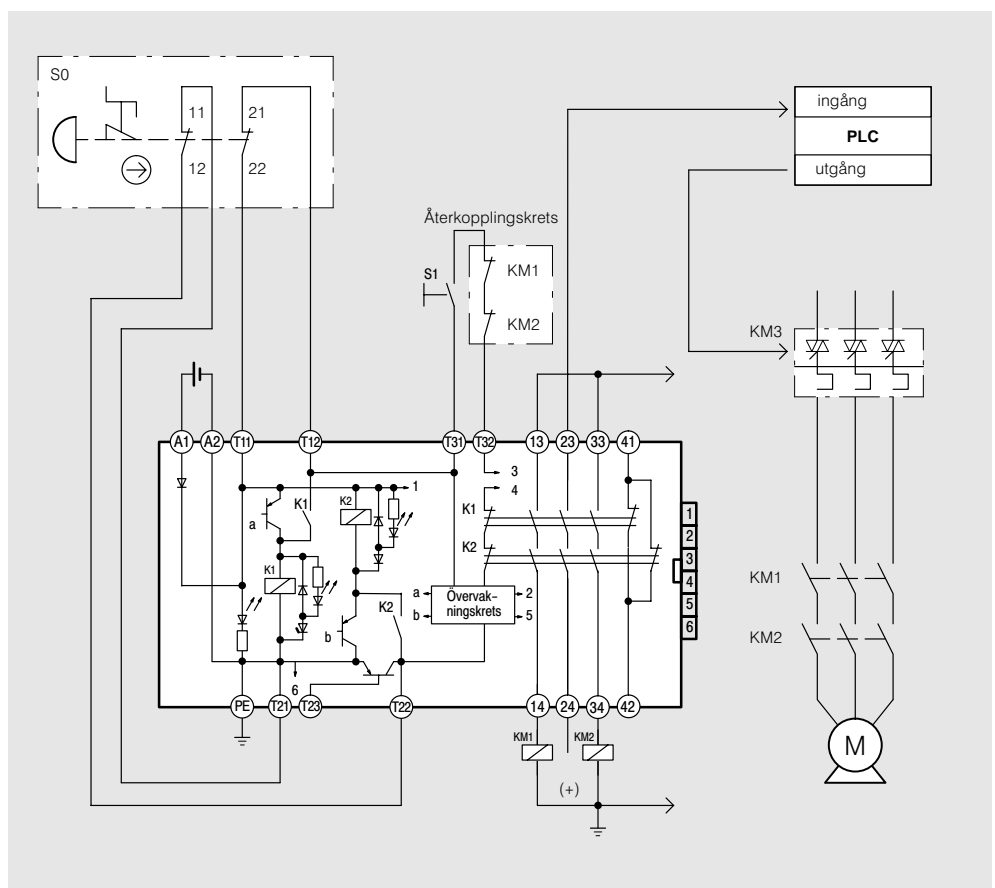 S0
11
21
12
22
ingång
PLC
utgång
Återkopplingskrets
S1
KM1
KM2
KM3
A1
A2
T11
T12
T31
T32
13
23
33
41
3
1
4
K1
K2
K1
a
1
2
3
4
5
6
K2
K1
a
Övervak-
ningskrets
2
b
5
K2
b
6
PE
T21
T23
T22
14
24
34
42
KM1
KM2
(+)
KM1
KM2
M